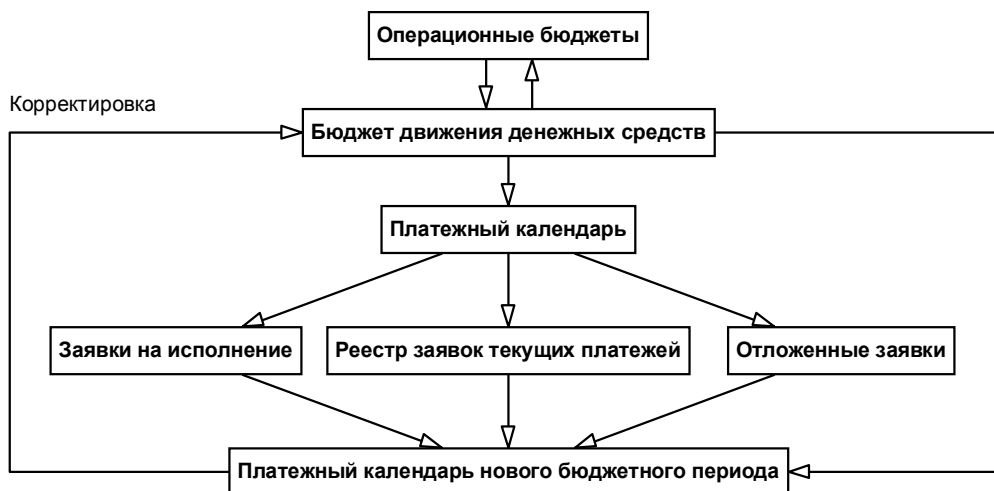 Операционные бюджеты
Корректировка
Бюджет движения денежных средств
Платежный календарь
Заявки на исполнение
Реестр заявок текущих платежей
Отложенные заявки
Платежный календарь нового бюджетного периода